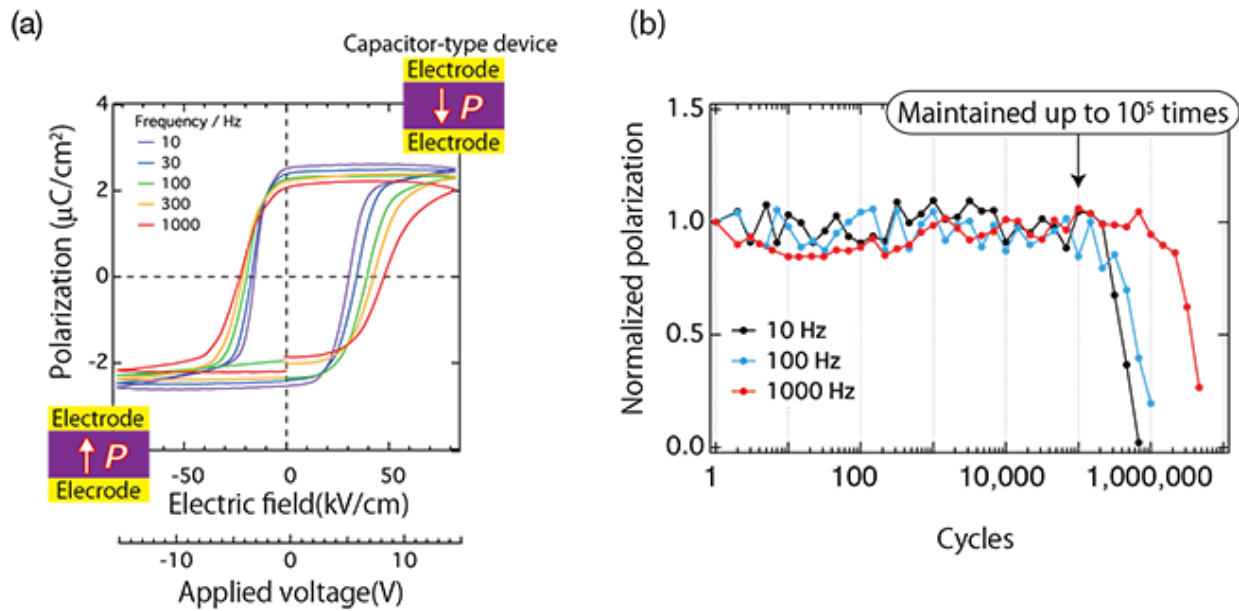 (a)
Capacitor-type device
Electrode
P
Electrode
Frequency / Hz
10
30
100
300
1000
Polarization (μC/cm²)
4
2
0
-2
Electrode
P
Elecrode
-50
0
50
Electric field(kV/cm)
-10
0
10
Applied voltage(V)
(b)
Maintained up to 10⁵ times
Normalized polarization
1.5
1.0
0.5
0.0
10 Hz
100 Hz
1000 Hz
1
100
10,000
1,000,000
Cycles